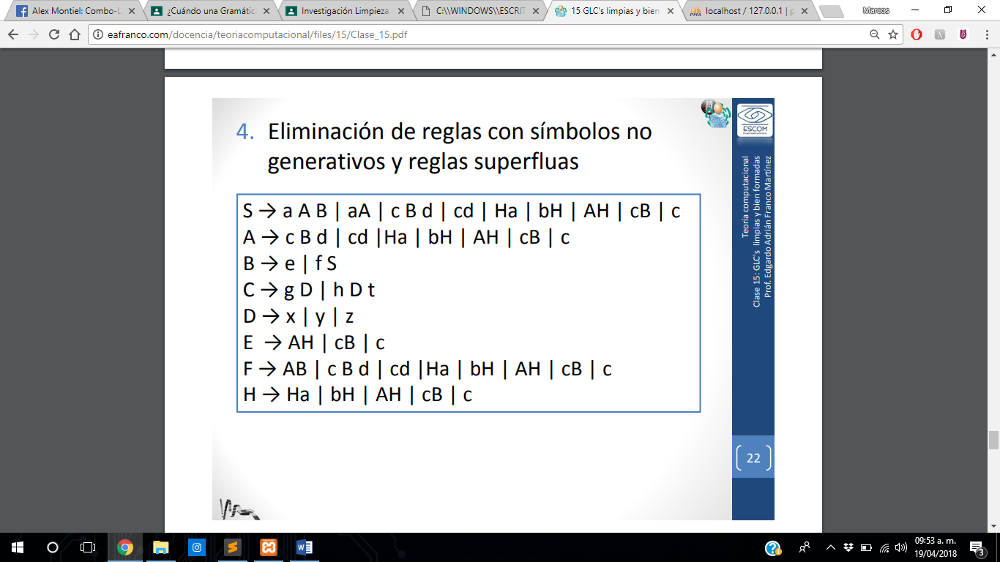 Alex Montiel: Combo-L
¿Cuándo una Gramátic
Investigación Limpieza
C:\\WINDOWS\\ESCRIT
15 GLC's limpias y bien
localhost / 127.0.0.1 | p
Marcos
eafranco.com/docencia/teoriacomputacional/files/15/Clase_15.pdf
4. Eliminación de reglas con símbolos no
generativos y reglas superfluas
S → a A B | aA | c B d | cd | Ha | bH | AH | cB | c
A → c B d | cd |Ha | bH | AH | cB | c
B → e | f S
C → g D | h D t
D → x | y | z
E → AH | cB | c
F → AB | c B d | cd |Ha | bH | AH | cB | c
H → Ha | bH | AH | cB | c
ESCOM
Teoría computacional
Clase 15: GLC's limpias y bien formadas
Prof. Edgardo Adrián Franco Martínez
22
09:53 a. m.
19/04/2018
3